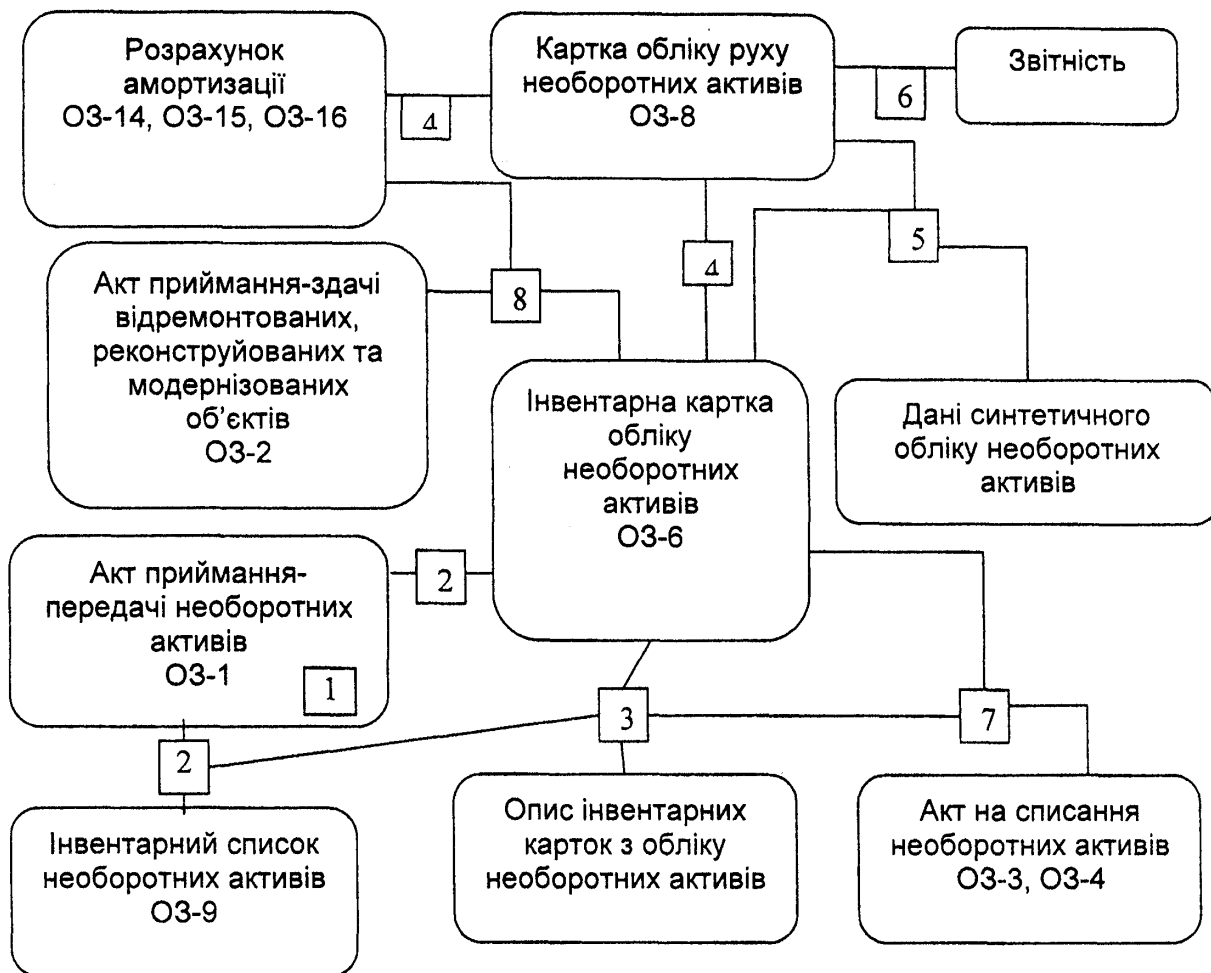 Розрахунок
амортизації
ОЗ-14, ОЗ-15, ОЗ-16
4
Картка обліку руху
необоротних активів
ОЗ-8
6
Звітність
Акт приймання-здачі
відремонтованих,
реконструйованих та
модернізованих
об’єктів
ОЗ-2
8
4
5
Інвентарна картка
обліку
необоротних
активів
ОЗ-6
Дані синтетичного
обліку необоротних
активів
Акт приймання-
передачі необоротних
активів
ОЗ-1
1
2
2
3
7
Інвентарний список
необоротних активів
ОЗ-9
Опис інвентарних
карток з обліку
необоротних активів
Акт на списання
необоротних активів
ОЗ-3, ОЗ-4